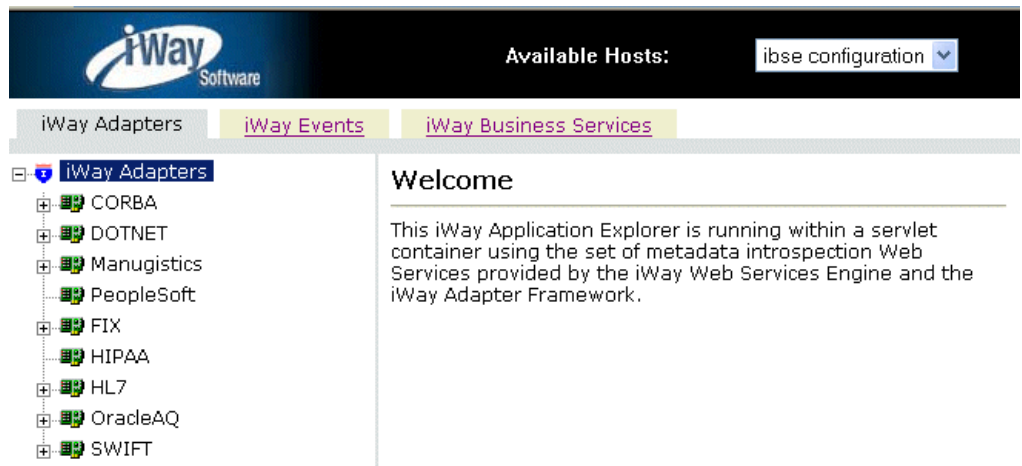 iWay
Software
Available Hosts:
ibse configuration
iWay Adapters
iWay Events
iWay Business Services
iWay Adapters
CORBA
DOTNET
Manugistics
PeopleSoft
FIX
HIPAA
HL7
OracleAQ
SWIFT
Welcome
This iWay Application Explorer is running within a servlet
container using the set of metadata introspection Web
Services provided by the iWay Web Services Engine and the
iWay Adapter Framework.